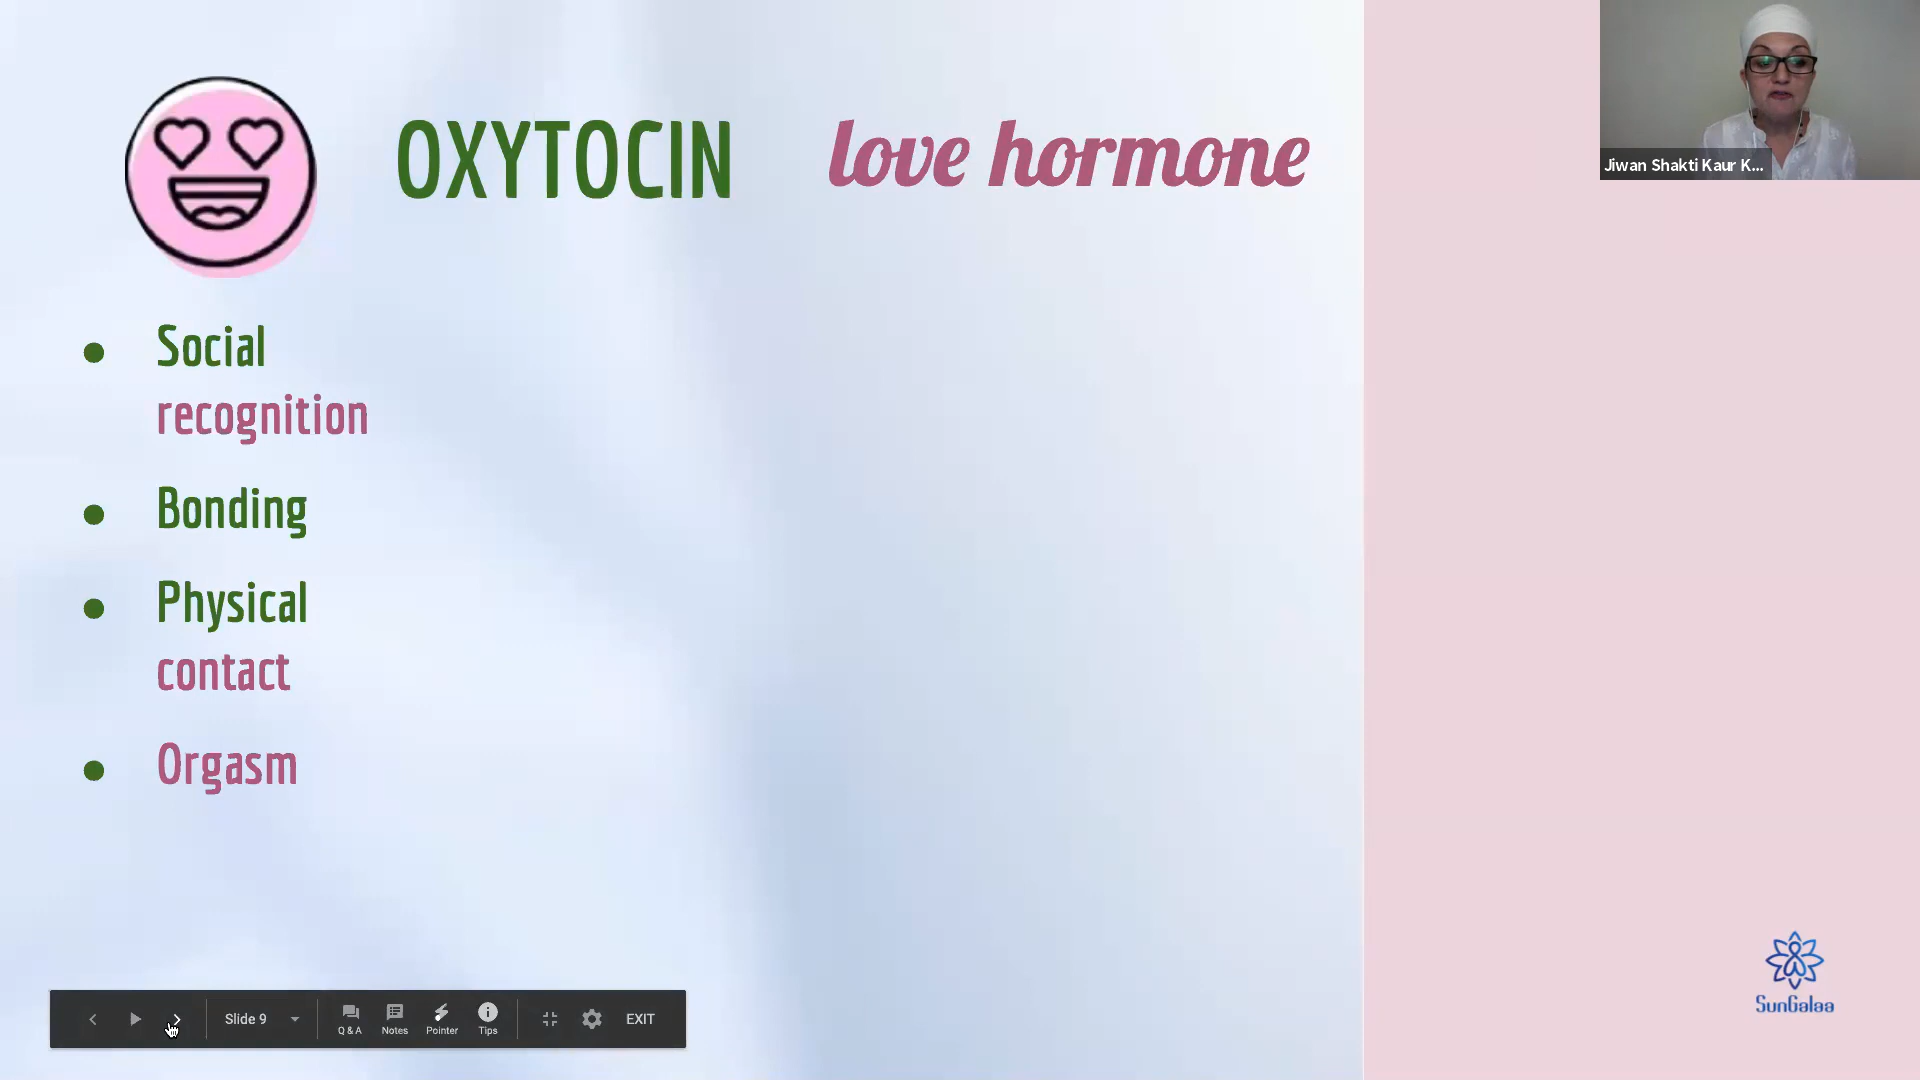 OXYTOCIN love hormone
Jiwan Shakti Kaur K...
Social
recognition
Bonding
Physical
contact
Orgasm
SunGalaa
Slide 9
Q & A
Notes
Pointer
Tips
EXIT